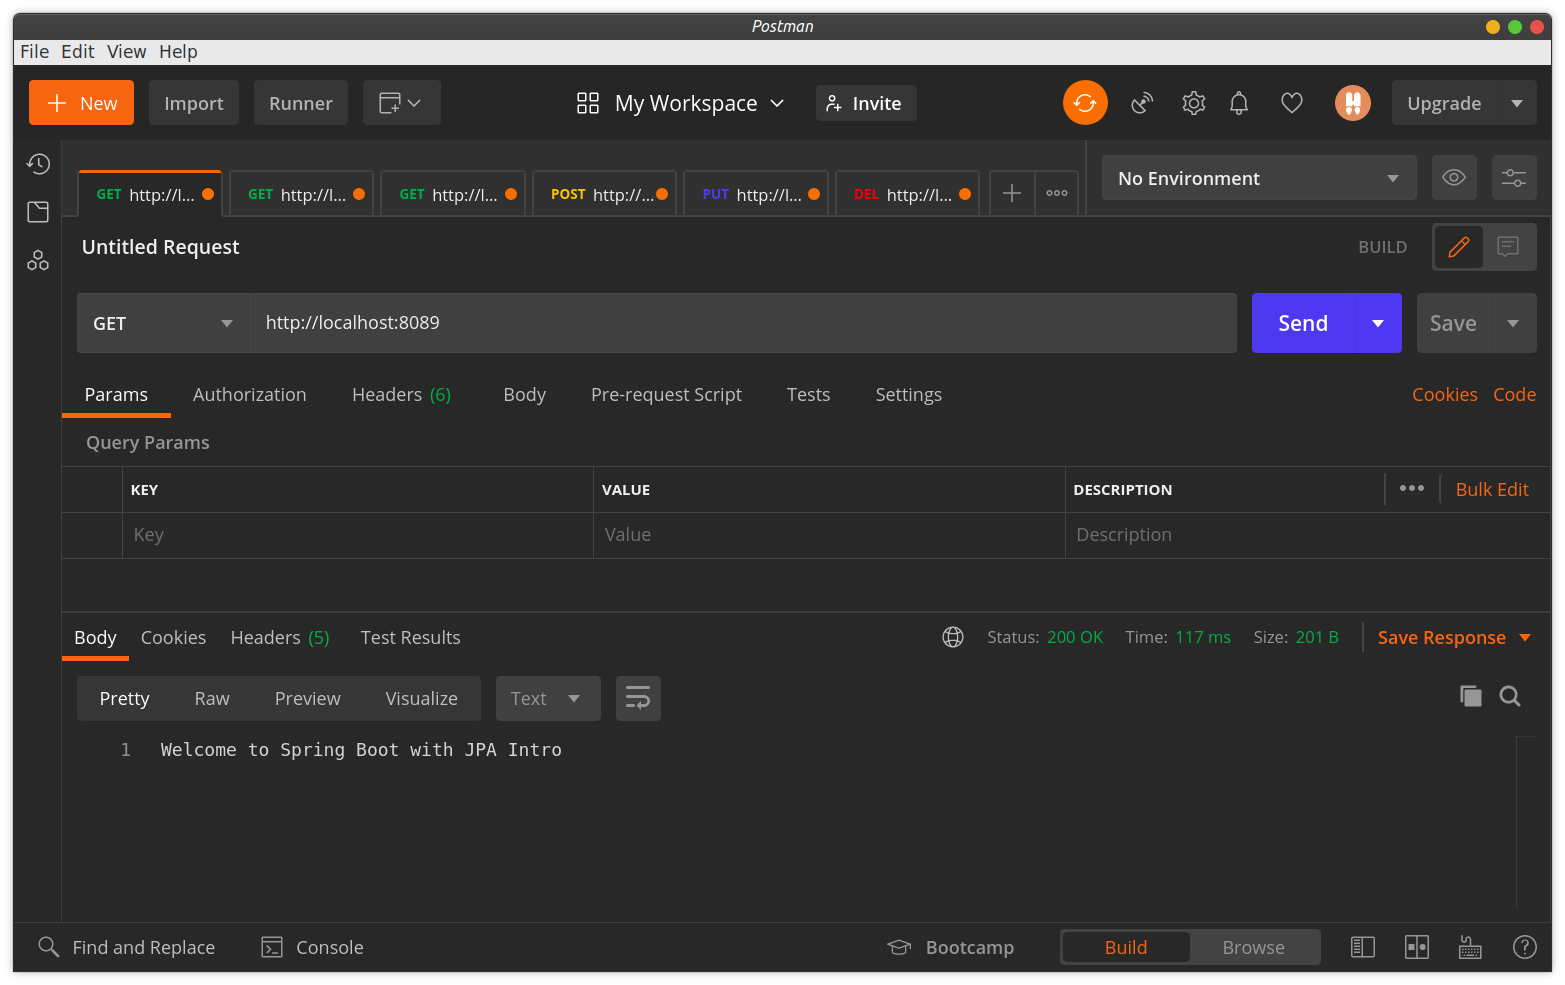 Postman
File Edit View Help
New Import Runner My Workspace Invite Upgrade
GET http://l... GET http://l... GET http://l... POST http://... PUT http://l... DEL http://l... No Environment
Untitled Request BUILD
GET http://localhost:8089 Send Save
Params Authorization Headers (6) Body Pre-request Script Tests Settings Cookies Code
Query Params
KEY VALUE DESCRIPTION Bulk Edit
Key Value Description
Body Cookies Headers (5) Test Results Status: 200 OK Time: 117 ms Size: 201 B Save Response
Pretty Raw Preview Visualize Text
1 Welcome to Spring Boot with JPA Intro
Find and Replace Console Bootcamp Build Browse